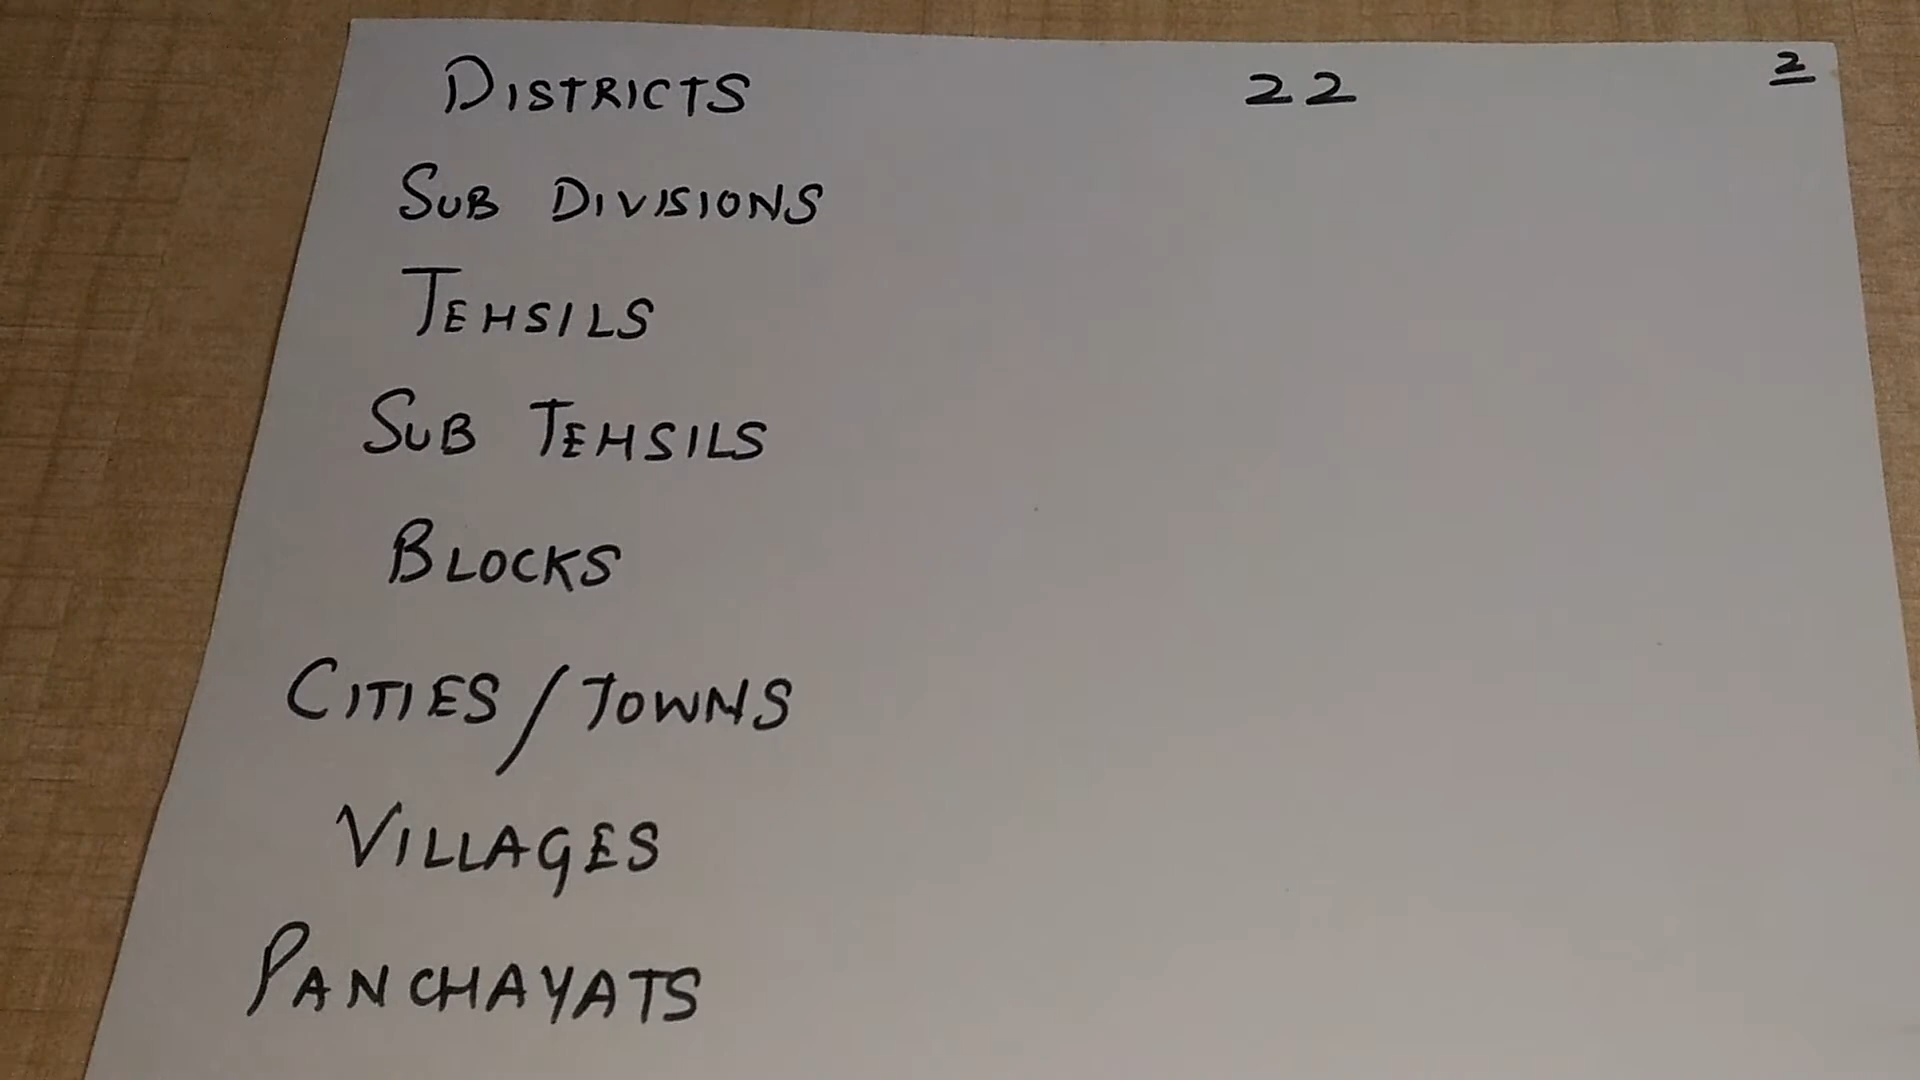 2
DISTRICTS 22
SUB DIVISIONS
TEHSILS
SUB TEHSILS
BLOCKS
CITIES/TOWNS
VILLAGES
PANCHAYATS